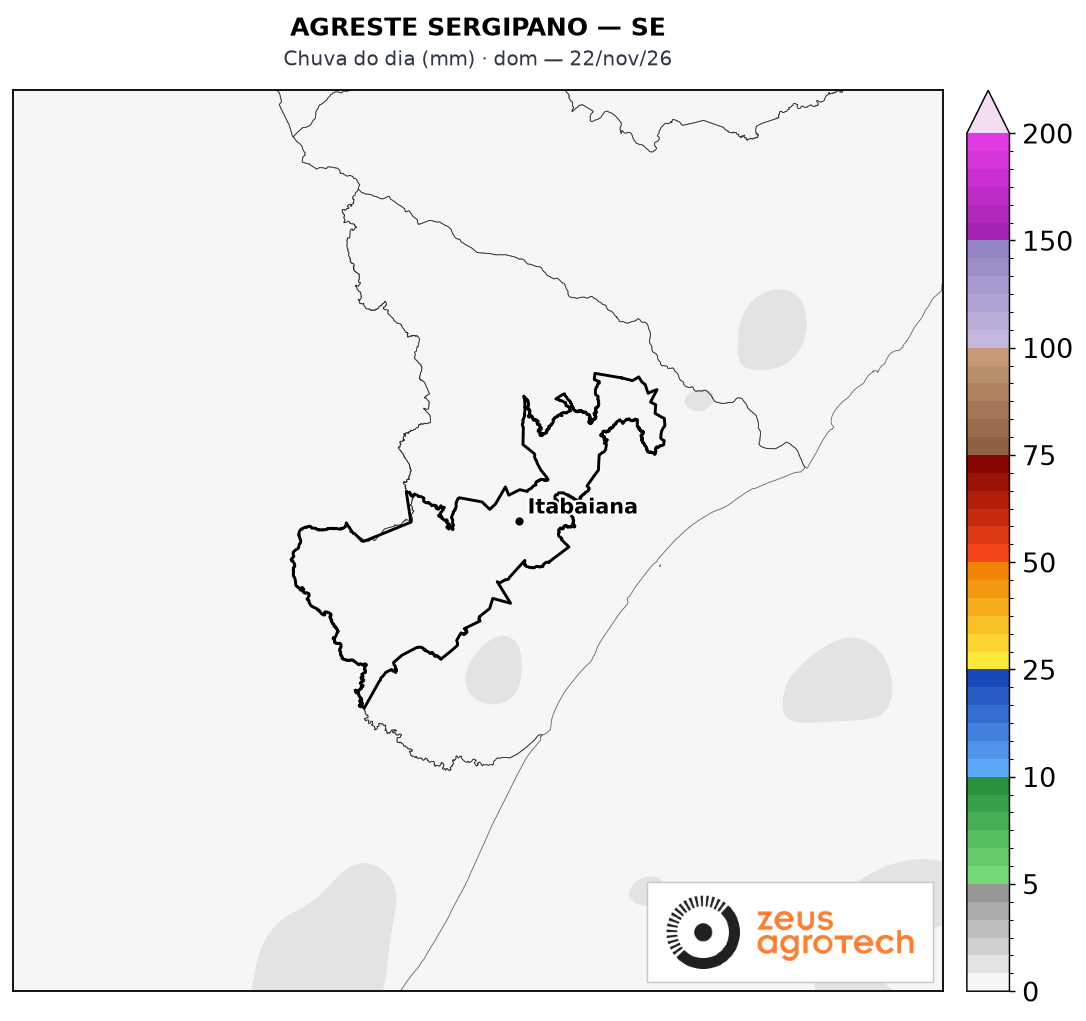 AGRESTE SERGIPANO — SE
Chuva do dia (mm) · dom — 22/nov/26
200
150
100
75
50
25
10
5
0
Itabaiana
zeus
agrotech